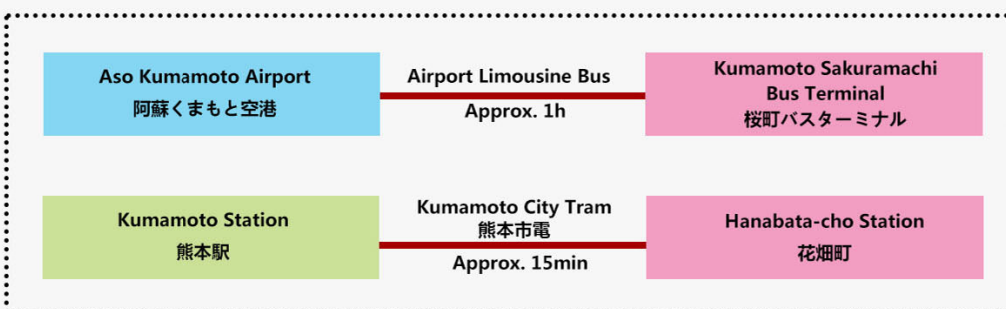 Aso Kumamoto Airport
阿蘇くまもと空港
Airport Limousine Bus
Approx. 1h
Kumamoto Sakuramachi
Bus Terminal
桜町バスターミナル
Kumamoto Station
熊本駅
Kumamoto City Tram
熊本市電
Approx. 15min
Hanabata-cho Station
花畑町